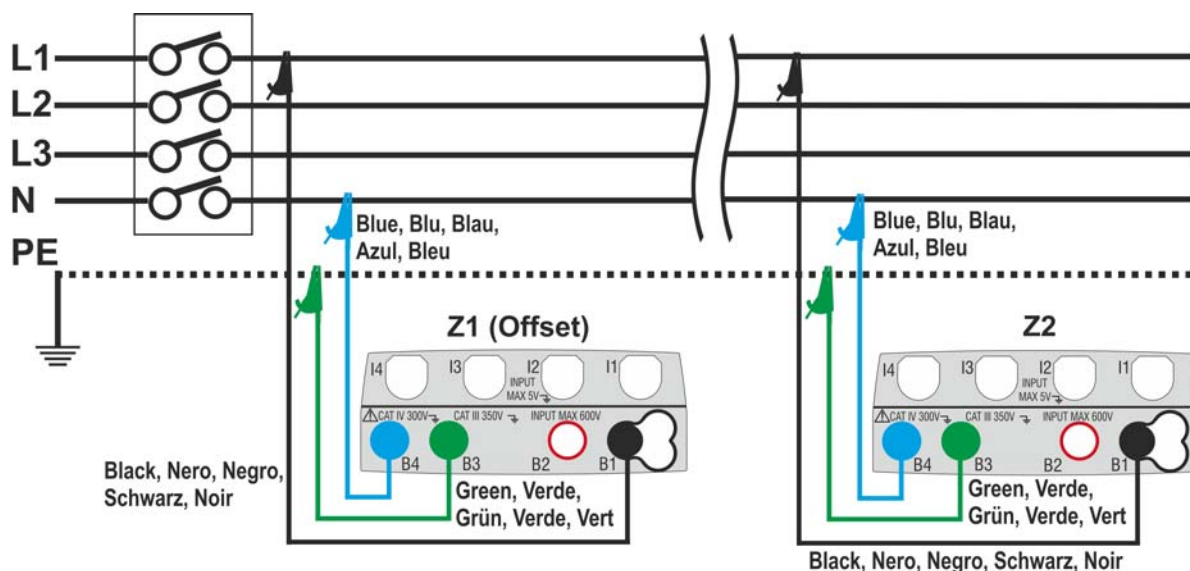 L1
L2
L3
N
PE
Blue, Blu, Blau,
Azul, Bleu
Blue, Blu, Blau,
Azul, Bleu
Z1 (Offset)
I4
I3
I2
I1
INPUT
MAX 5V
CAT IV 300V
CAT III 350V
INPUT MAX 600V
B4
B3
B2
B1
Black, Nero, Negro,
Schwarz, Noir
Green, Verde,
Grün, Verde, Vert
Z2
I4
I3
I2
I1
INPUT
MAX 5V
CAT IV 300V
CAT III 350V
INPUT MAX 600V
B4
B3
B2
B1
Green, Verde,
Grün, Verde, Vert
Black, Nero, Negro, Schwarz, Noir